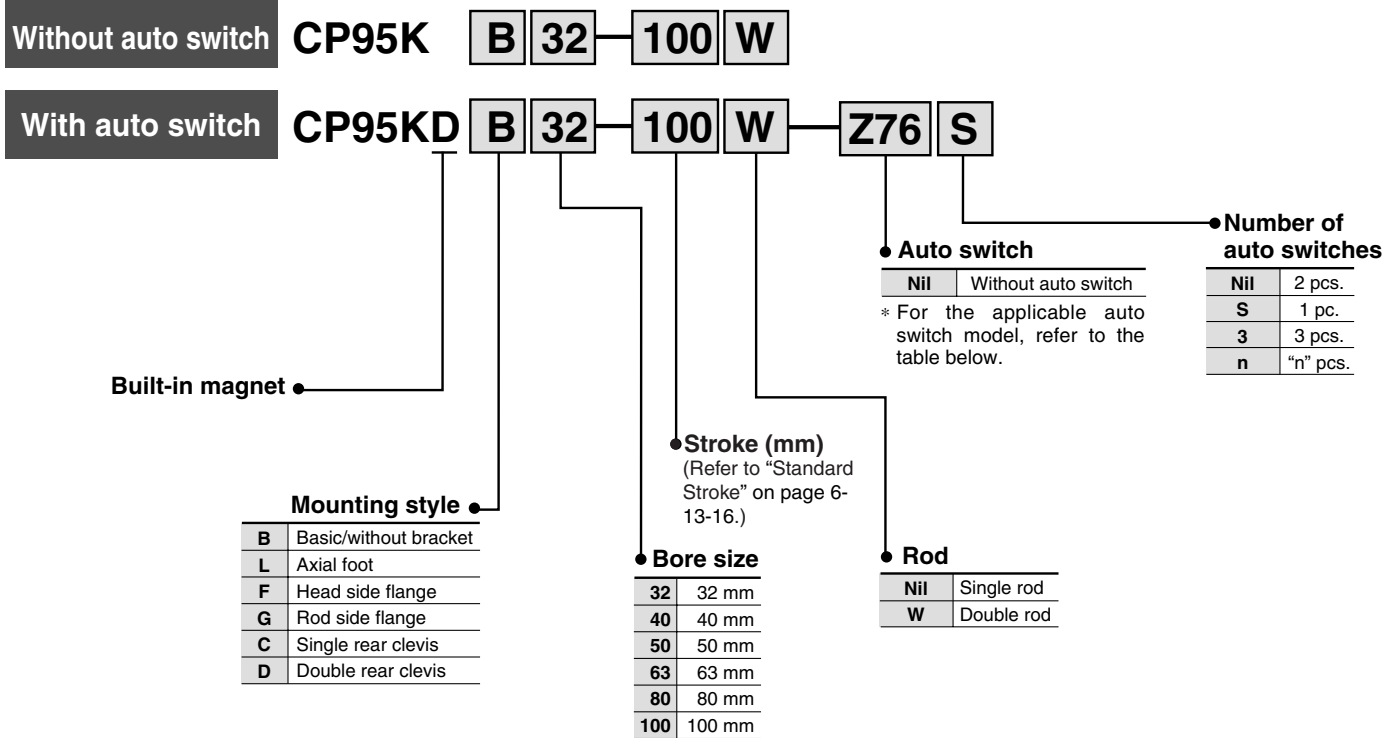 Without auto switch CP95K B 32 — 100 W
With auto switch CP95KD B 32 — 100 W — Z76 S
Number of
auto switches
Nil 2 pcs.
S 1 pc.
3 3 pcs.
n “n” pcs.
Auto switch
Nil Without auto switch
* For the applicable auto
switch model, refer to the
table below.
Built-in magnet
Stroke (mm)
(Refer to “Standard
Stroke” on page 6-
13-16.)
Mounting style
B Basic/without bracket
L Axial foot
F Head side flange
G Rod side flange
C Single rear clevis
D Double rear clevis
Bore size
32 32 mm
40 40 mm
50 50 mm
63 63 mm
80 80 mm
100 100 mm
Rod
Nil Single rod
W Double rod